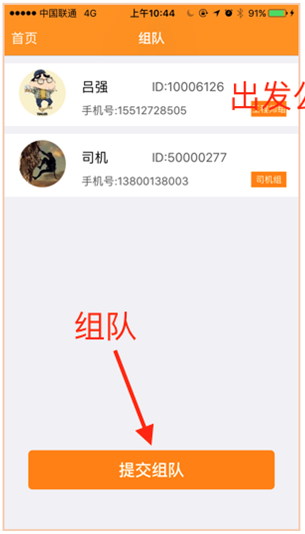 中国联通 4G 上午10:44 91%
首页 组队
吕强 ID:10006126
出发公
手机号:15512728505
司机 ID:50000277
手机号:13800138003
司机组
组队
提交组队